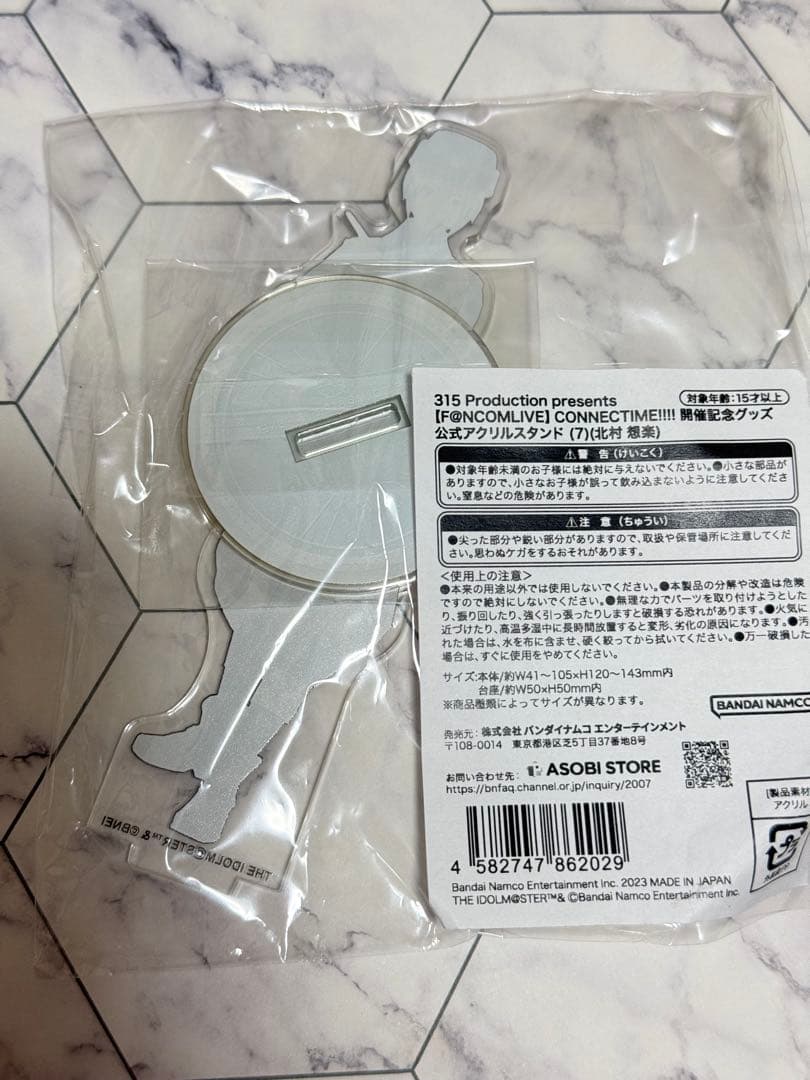 315 Production presents
対象年齢:15才以上
【F@NCOMLIVE】CONNECTIME!!!! 開催記念グッズ
公式アクリルスタンド (7)(北村 想楽)
⚠警 告(けいこく)
●対象年齢未満のお子様には絶対に与えないでください。●小さな部品が
ありますので、小さなお子様が誤って飲み込まないように注意してくださ
い。窒息などの危険があります。
⚠注 意(ちゅうい)
●尖った部分や鋭い部分がありますので、取扱や保管場所に注意してくだ
さい。思わぬケガをするおそれがあります。
<使用上の注意>
●本来の用途以外では使用しないでください。●本製品の分解や改造は危険
ですので絶対にしないでください。●無理な力でパーツを取り付けようとした
り、振り回したり、強く引っ張ったりしますと破損する恐れがあります。●火気に
近づけたり、高温多湿中に長時間放置すると変形、劣化の原因になります。●汚
れた場合は、水を布に含ませ、硬く絞ってから拭いてください。●万一破損した
場合は、すぐに使用をやめてください。
サイズ:本体/約W41~105×H120~143mm内
台座/約W50×H50mm内
※商品種類によってサイズが異なります。
BANDAI NAMCO
発売元:株式会社 バンダイナムコ エンターテインメント
〒108-0014 東京都港区芝5丁目37番地8号
お問い合わせ先: ASOBI STORE
https://bnfaq.channel.or.jp/inquiry/2007
[製品素材
アクリル
プラ
4 582747 862029
Bandai Namco Entertainment Inc. 2023 MADE IN JAPAN
THE IDOLM@STER™& ©Bandai Namco Entertainment Inc.
THE IDOLM@STER™& ©BNEI